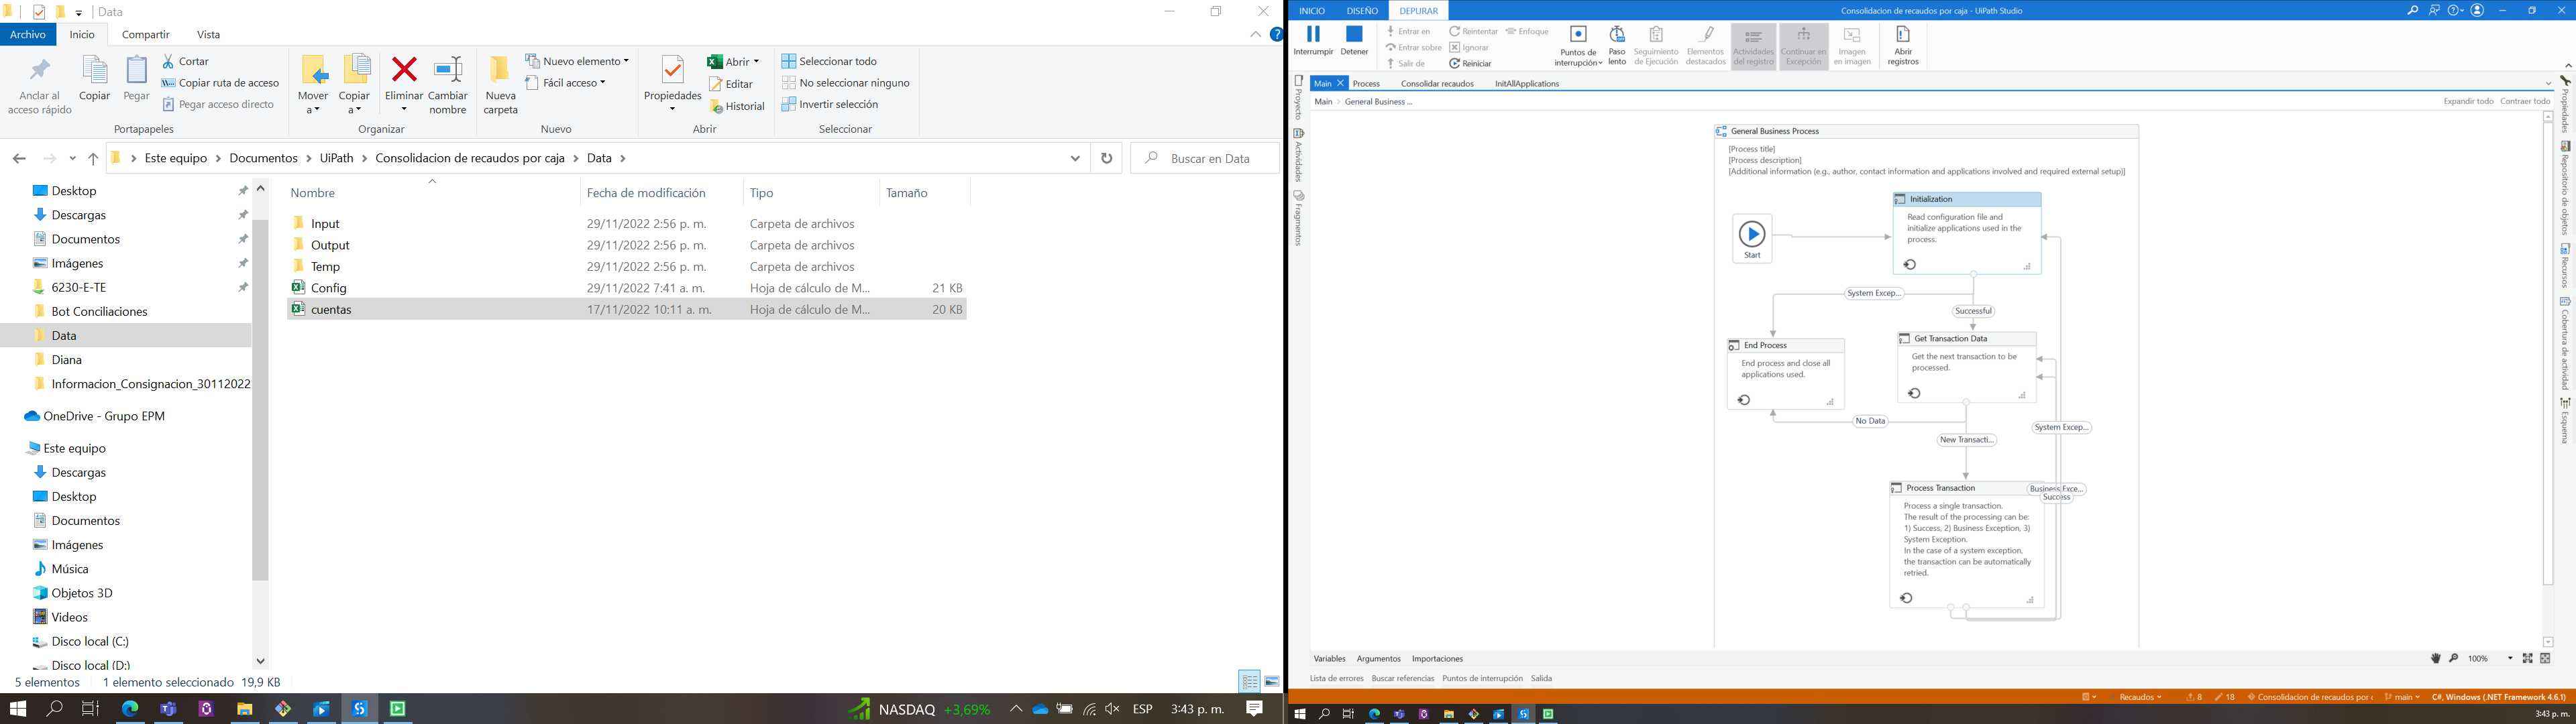 Data
Archivo
Inicio
Compartir
Vista
Anclar al
acceso rápido
Copiar
Pegar
Cortar
Copiar ruta de acceso
Pegar acceso directo
Portapapeles
Mover
a
Copiar
a
Eliminar
Cambiar
nombre
Organizar
Nueva
carpeta
Nuevo elemento
Fácil acceso
Nuevo
Propiedades
Abrir
Editar
Historial
Abrir
Seleccionar todo
No seleccionar ninguno
Invertir selección
Seleccionar
Este equipo > Documentos > UiPath > Consolidacion de recaudos por caja > Data >
Buscar en Data
Desktop
Descargas
Documentos
Imágenes
6230-E-TE
Bot Conciliaciones
Data
Diana
Informacion_Consignacion_30112022
OneDrive - Grupo EPM
Este equipo
Descargas
Desktop
Documentos
Imágenes
Música
Objetos 3D
Videos
Disco local (C:)
Disco local (D:)
Nombre Fecha de modificación Tipo Tamaño
Input 29/11/2022 2:56 p. m. Carpeta de archivos
Output 29/11/2022 2:56 p. m. Carpeta de archivos
Temp 29/11/2022 2:56 p. m. Carpeta de archivos
Config 29/11/2022 7:41 a. m. Hoja de cálculo de M... 21 KB
cuentas 17/11/2022 10:11 a. m. Hoja de cálculo de M... 20 KB
5 elementos 1 elemento seleccionado 19,9 KB
NASDAQ +3,69% ESP 3:43 p. m.
INICIO DISEÑO DEPURAR
Consolidacion de recaudos por caja - UiPath Studio
Interrumpir
Detener
Entrar en
Entrar sobre
Salir de
Reintentar
Ignorar
Reiniciar
Enfoque
Puntos de
interrupción
Paso
lento
Seguimiento
de Ejecución
Elementos
destacados
Actividades
del registro
Continuar en
Excepción
Imagen
en imagen
Abrir
registros
Proyecto
Actividades
Fragmentos
Main
Process
Consolidar recaudos
InitAllApplications
Main > General Business ...
Expandir todo Contraer todo
General Business Process
[Process title]
[Process description]
[Additional information (e.g., author, contact information and applications involved and required external setup)]
Start
Initialization
Read configuration file and
initialize applications used in the
process.
System Excep...
Successful
End Process
End process and close all
applications used.
Get Transaction Data
Get the next transaction to be
processed.
No Data
New Transacti...
System Excep...
Process Transaction
Business Exce...
Success
Process a single transaction.
The result of the processing can be:
1) Success, 2) Business Exception, 3)
System Exception.
In the case of a system exception,
the transaction can be automatically
retried.
Propiedades
Repositorio de objetos
Recursos
Cobertura de actividad
Esquema
Variables Argumentos Importaciones
100%
Lista de errores Buscar referencias Puntos de interrupción Salida
Recaudos 8 18 Consolidacion de recaudos por c main C#, Windows (.NET Framework 4.6.1)
3:43 p. m.